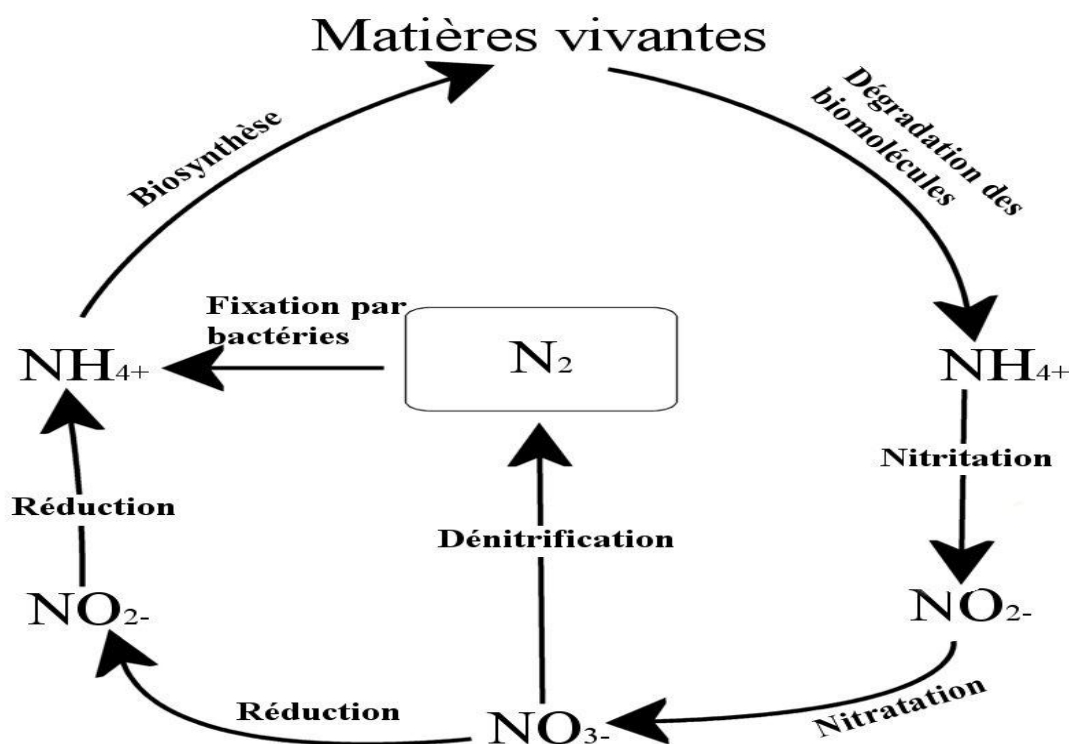 Matières vivantes
Biosynthèse
Dégradation des
biomolécules
Fixation par
bactéries
N₂
NH₄₊
NH₄₊
Nitritation
Réduction
Dénitrification
NO₂₋
NO₂₋
Réduction
NO₃₋
Nitratation